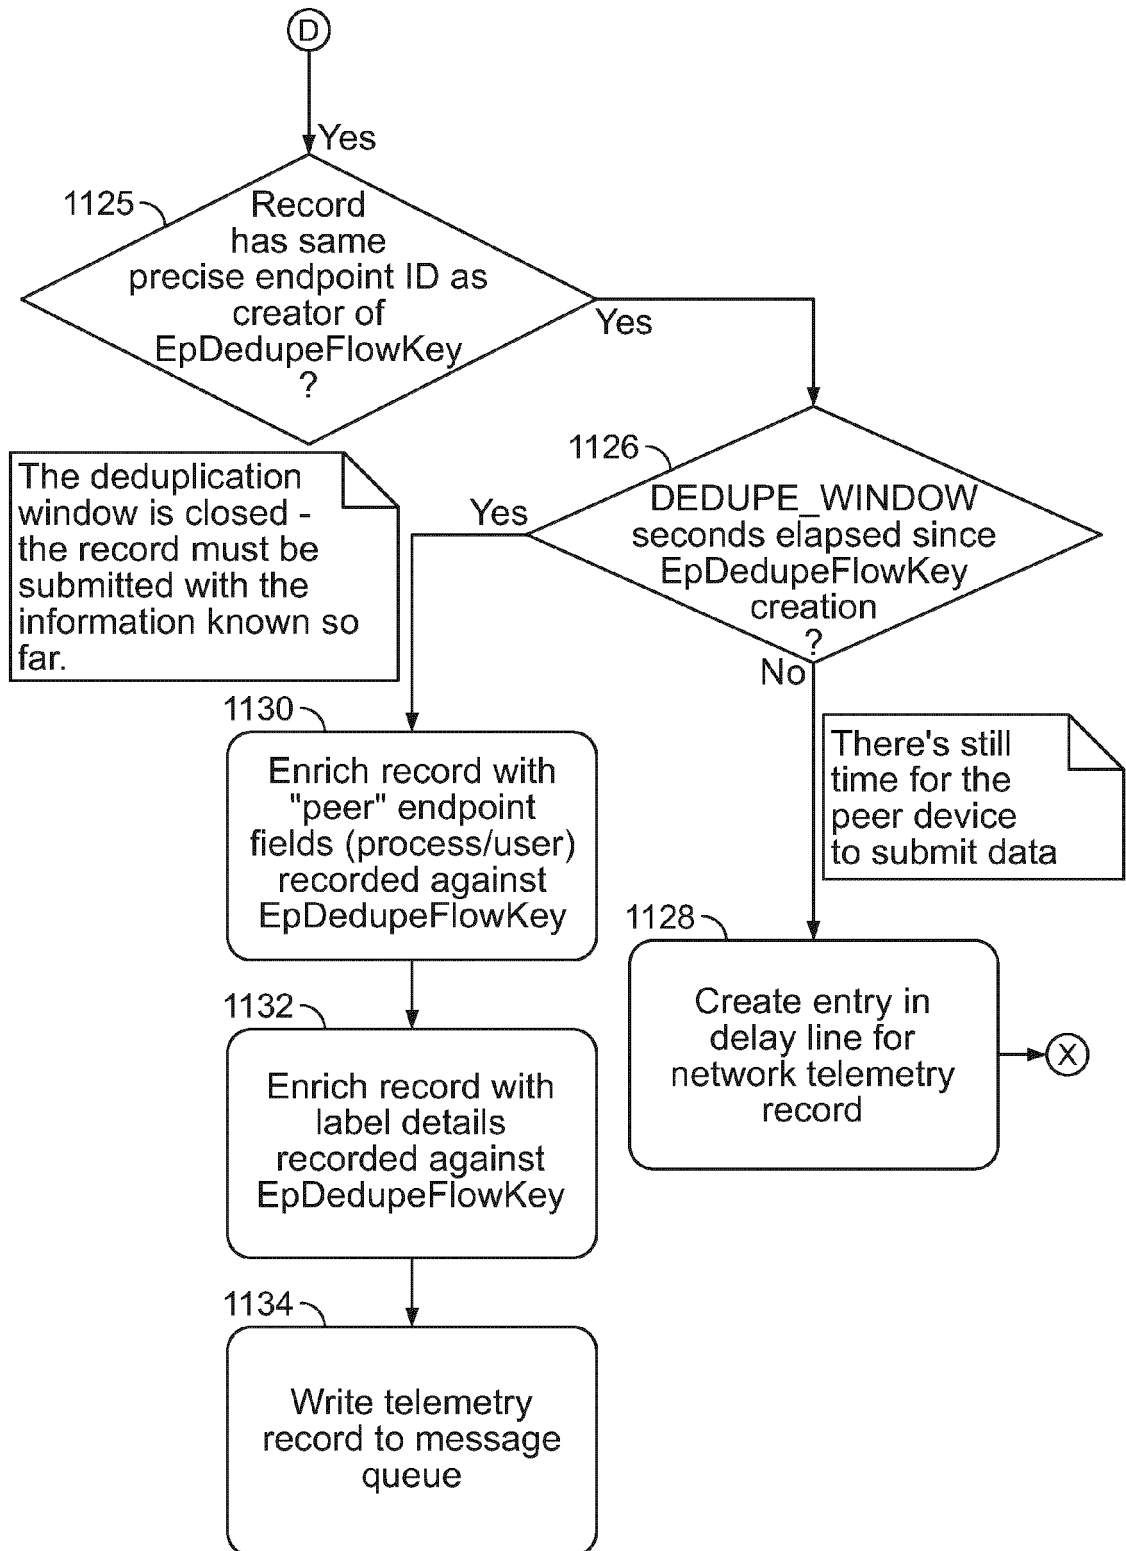 D
Yes
1125
Record
has same
precise endpoint ID as
creator of
EpDedupeFlowKey
?
Yes
The deduplication
window is closed -
the record must be
submitted with the
information known so
far.
1126
DEDUPE_WINDOW
seconds elapsed since
EpDedupeFlowKey
creation
?
Yes
No
There's still
time for the
peer device
to submit data
1130
Enrich record with
"peer" endpoint
fields (process/user)
recorded against
EpDedupeFlowKey
1128
Create entry in
delay line for
network telemetry
record
X
1132
Enrich record with
label details
recorded against
EpDedupeFlowKey
1134
Write telemetry
record to message
queue